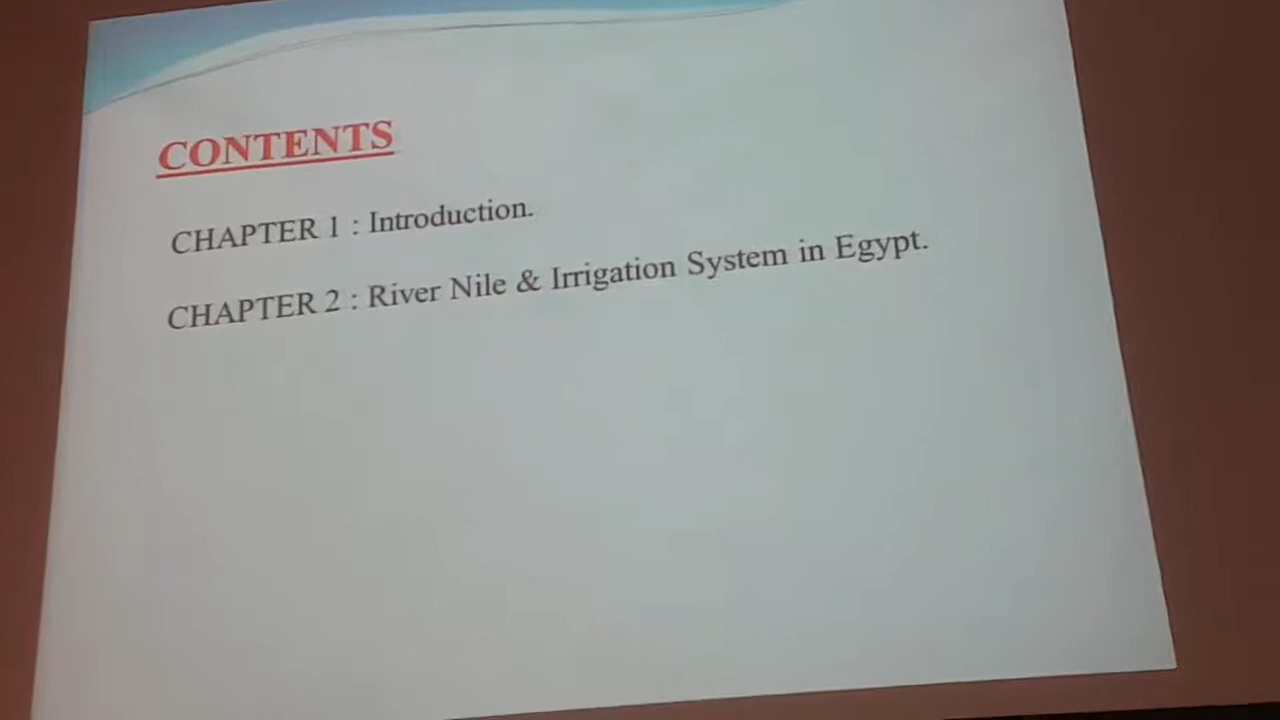 CONTENTS
CHAPTER 1 : Introduction.
CHAPTER 2 : River Nile & Irrigation System in Egypt.